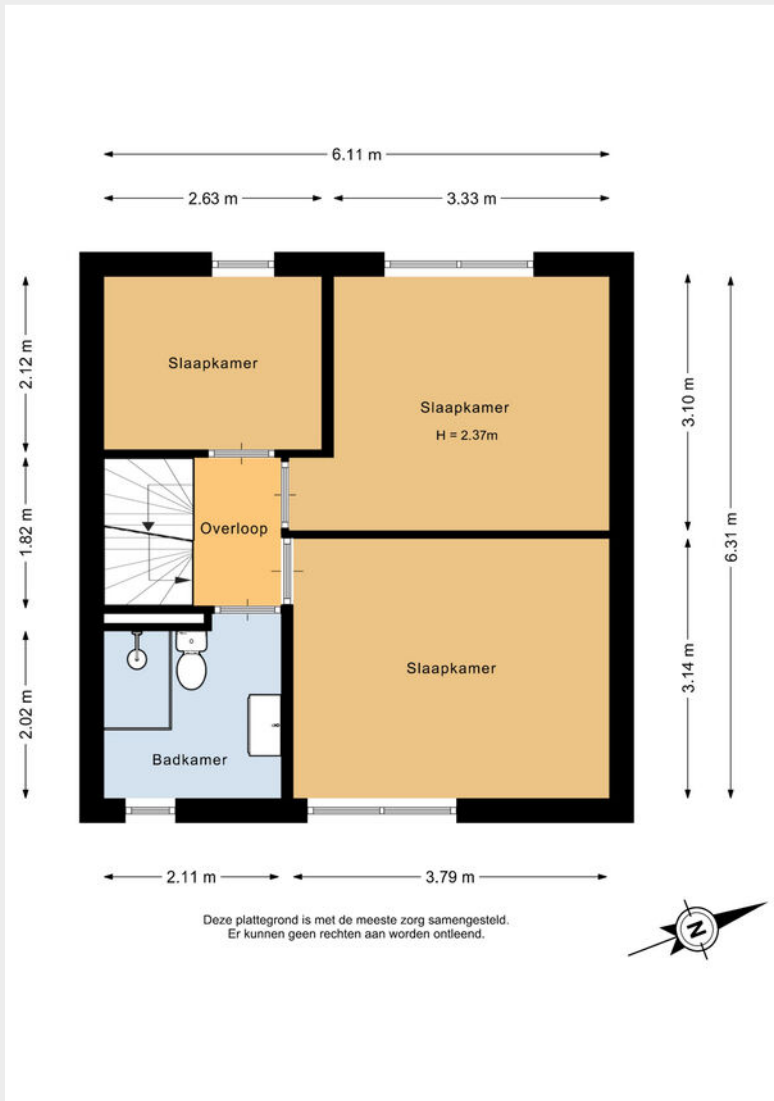 6.11 m
2.63 m
3.33 m
2.12 m
1.82 m
2.02 m
Slaapkamer
Slaapkamer
H = 2.37m
Overloop
Slaapkamer
Badkamer
3.10 m
3.14 m
6.31 m
2.11 m
3.79 m
Deze plattegrond is met de meeste zorg samengesteld.
Er kunnen geen rechten aan worden ontleend.
N